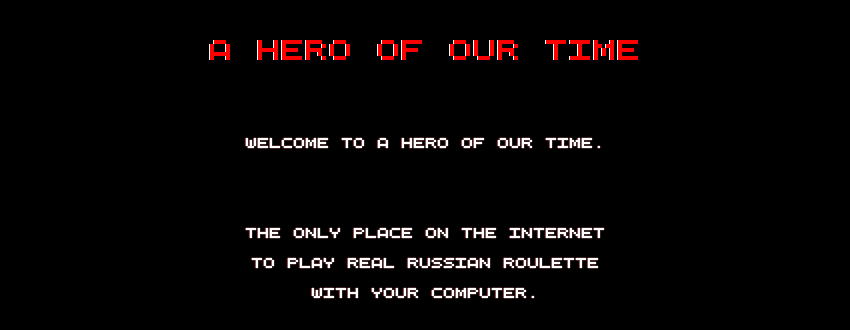 A HERO OF OUR TIME
WELCOME TO A HERO OF OUR TIME.
THE ONLY PLACE ON THE INTERNET
TO PLAY REAL RUSSIAN ROULETTE
WITH YOUR COMPUTER.